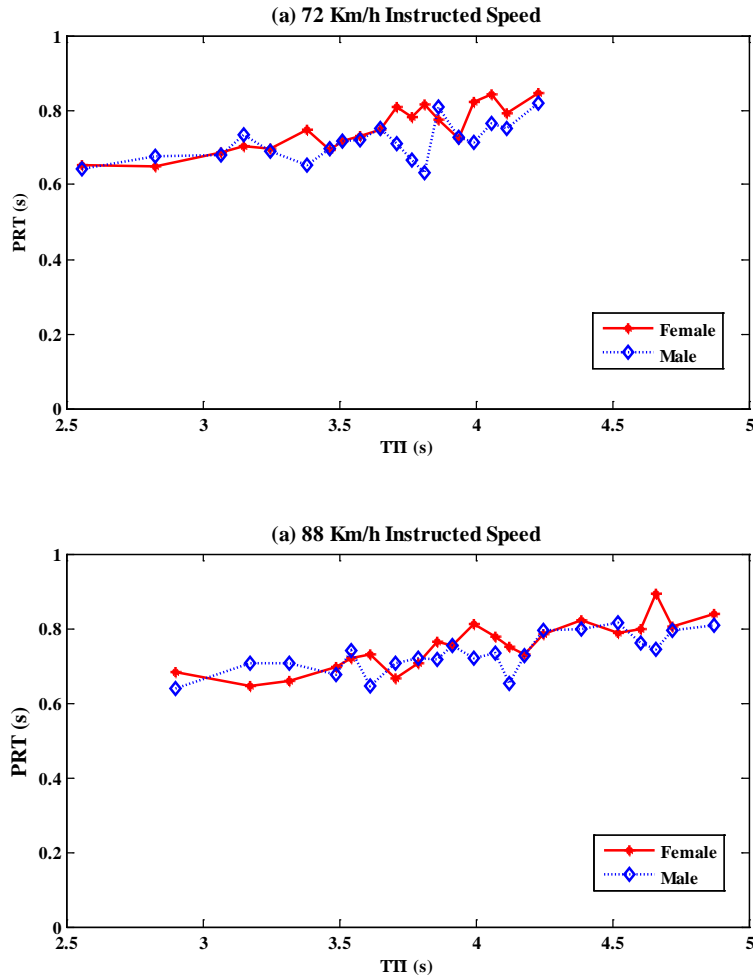 (a) 72 Km/h Instructed Speed
1
0.8
0.6
0.4
0.2
0
PRT (s)
Female
Male
2.5 3 3.5 4 4.5 5
TTI (s)
(a) 88 Km/h Instructed Speed
1
0.8
0.6
0.4
0.2
0
PRT (s)
Female
Male
2.5 3 3.5 4 4.5 5
TTI (s)